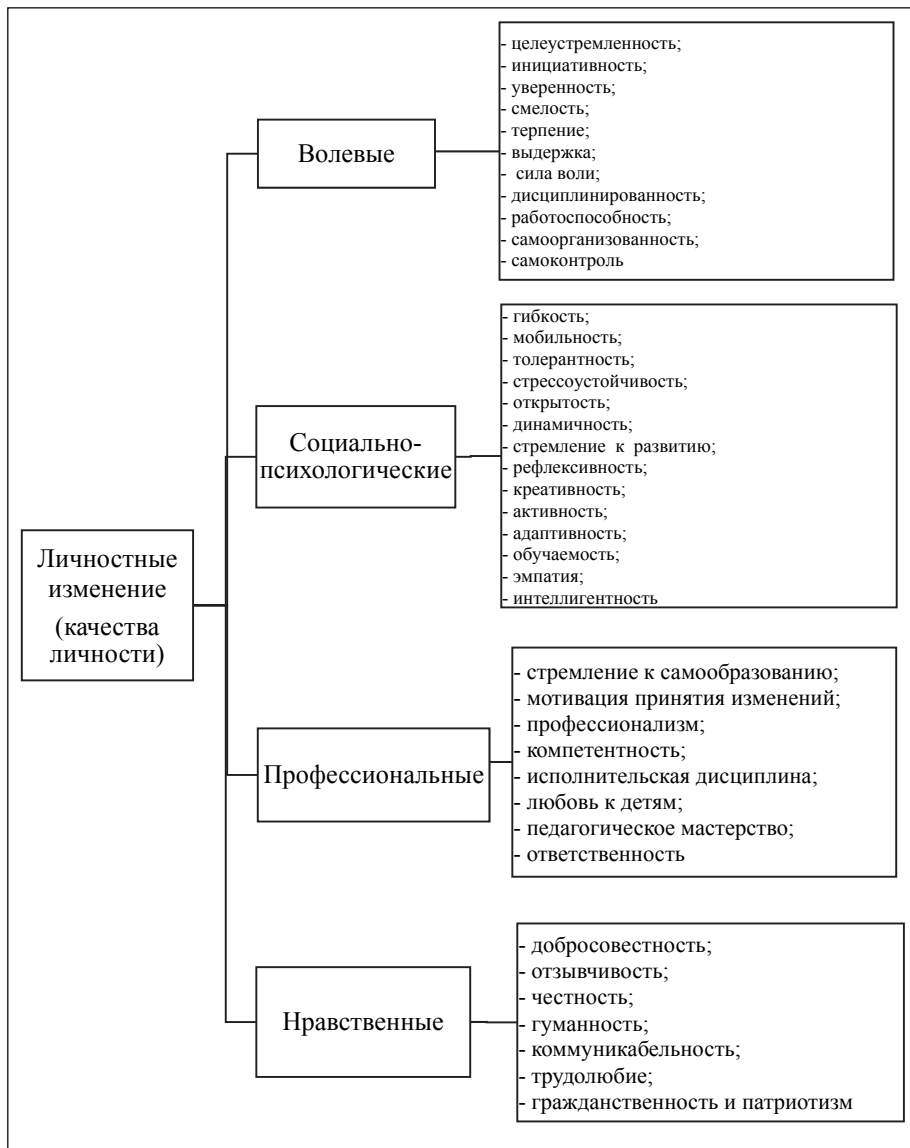 Личностные
изменение
(качества
личности)
Волевые
- целеустремленность;
- инициативность;
- уверенность;
- смелость;
- терпение;
- выдержка;
- сила воли;
- дисциплинированность;
- работоспособность;
- самоорганизованность;
- самоконтроль
Социально-
психологические
- гибкость;
- мобильность;
- толерантность;
- стрессоустойчивость;
- открытость;
- динамичность;
- стремление к развитию;
- рефлексивность;
- креативность;
- активность;
- адаптивность;
- обучаемость;
- эмпатия;
- интеллигентность
Профессиональные
- стремление к самообразованию;
- мотивация принятия изменений;
- профессионализм;
- компетентность;
- исполнительская дисциплина;
- любовь к детям;
- педагогическое мастерство;
- ответственность
Нравственные
- добросовестность;
- отзывчивость;
- честность;
- гуманность;
- коммуникабельность;
- трудолюбие;
- гражданственность и патриотизм